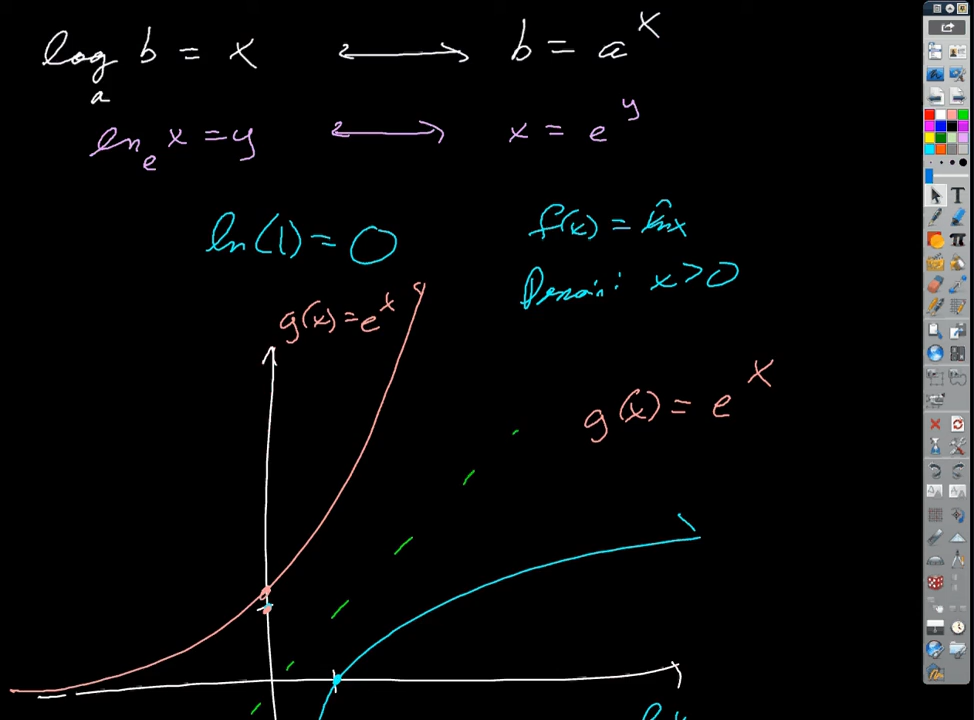 log_a b = x ⟷ b = a^x
ln_e x = y ⟷ x = e^y
ln(1) = 0
f(x) = ln x
Domain: x > 0
g(x) = e^x
g(x) = e^x